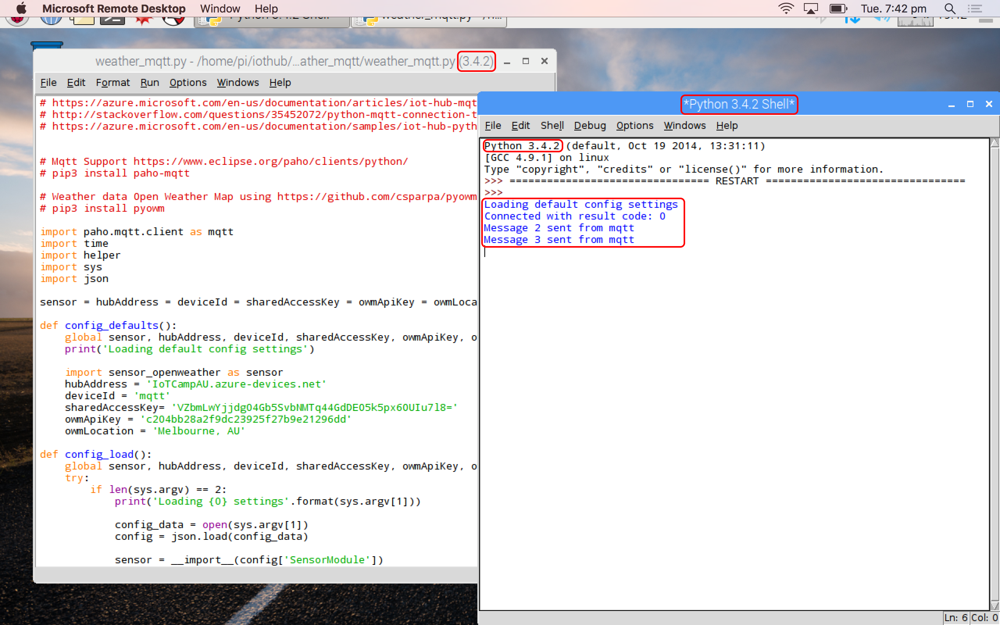 Microsoft Remote Desktop Window Help Tue. 7:42 pm
weather_mqtt.py - /home/pi/iothub/...ather_mqtt/weather_mqtt.py (3.4.2)
File Edit Format Run Options Windows Help
# https://azure.microsoft.com/en-us/documentation/articles/iot-hub-mqt
# http://stackoverflow.com/questions/35452072/python-mqtt-connection-t
# https://azure.microsoft.com/en-us/documentation/samples/iot-hub-pyth
# Mqtt Support https://www.eclipse.org/paho/clients/python/
# pip3 install paho-mqtt
# Weather data Open Weather Map using https://github.com/csparpa/pyowm
# pip3 install pyowm
import paho.mqtt.client as mqtt
import time
import helper
import sys
import json
sensor = hubAddress = deviceId = sharedAccessKey = owmApiKey = owmLoca
def config_defaults():
global sensor, hubAddress, deviceId, sharedAccessKey, owmApiKey, o
print('Loading default config settings')
import sensor_openweather as sensor
hubAddress = 'IoTCampAU.azure-devices.net'
deviceId = 'mqtt'
sharedAccessKey= 'VZbmLwYjjdgO4Gb5SvbNMTq44GdDEO5k5px6OUIu7l8='
owmApiKey = 'c204bb28a2f9dc23925f27b9e21296dd'
owmLocation = 'Melbourne, AU'
def config_load():
global sensor, hubAddress, deviceId, sharedAccessKey, owmApiKey, o
try:
if len(sys.argv) == 2:
print('Loading {0} settings'.format(sys.argv[1]))
config_data = open(sys.argv[1])
config = json.load(config_data)
sensor = __import__(config['SensorModule'])
*Python 3.4.2 Shell*
File Edit Shell Debug Options Windows Help
Python 3.4.2 (default, Oct 19 2014, 13:31:11)
[GCC 4.9.1] on linux
Type "copyright", "credits" or "license()" for more information.
>>> ================================ RESTART ================================
>>>
Loading default config settings
Connected with result code: 0
Message 2 sent from mqtt
Message 3 sent from mqtt
Ln: 6 Col: 0